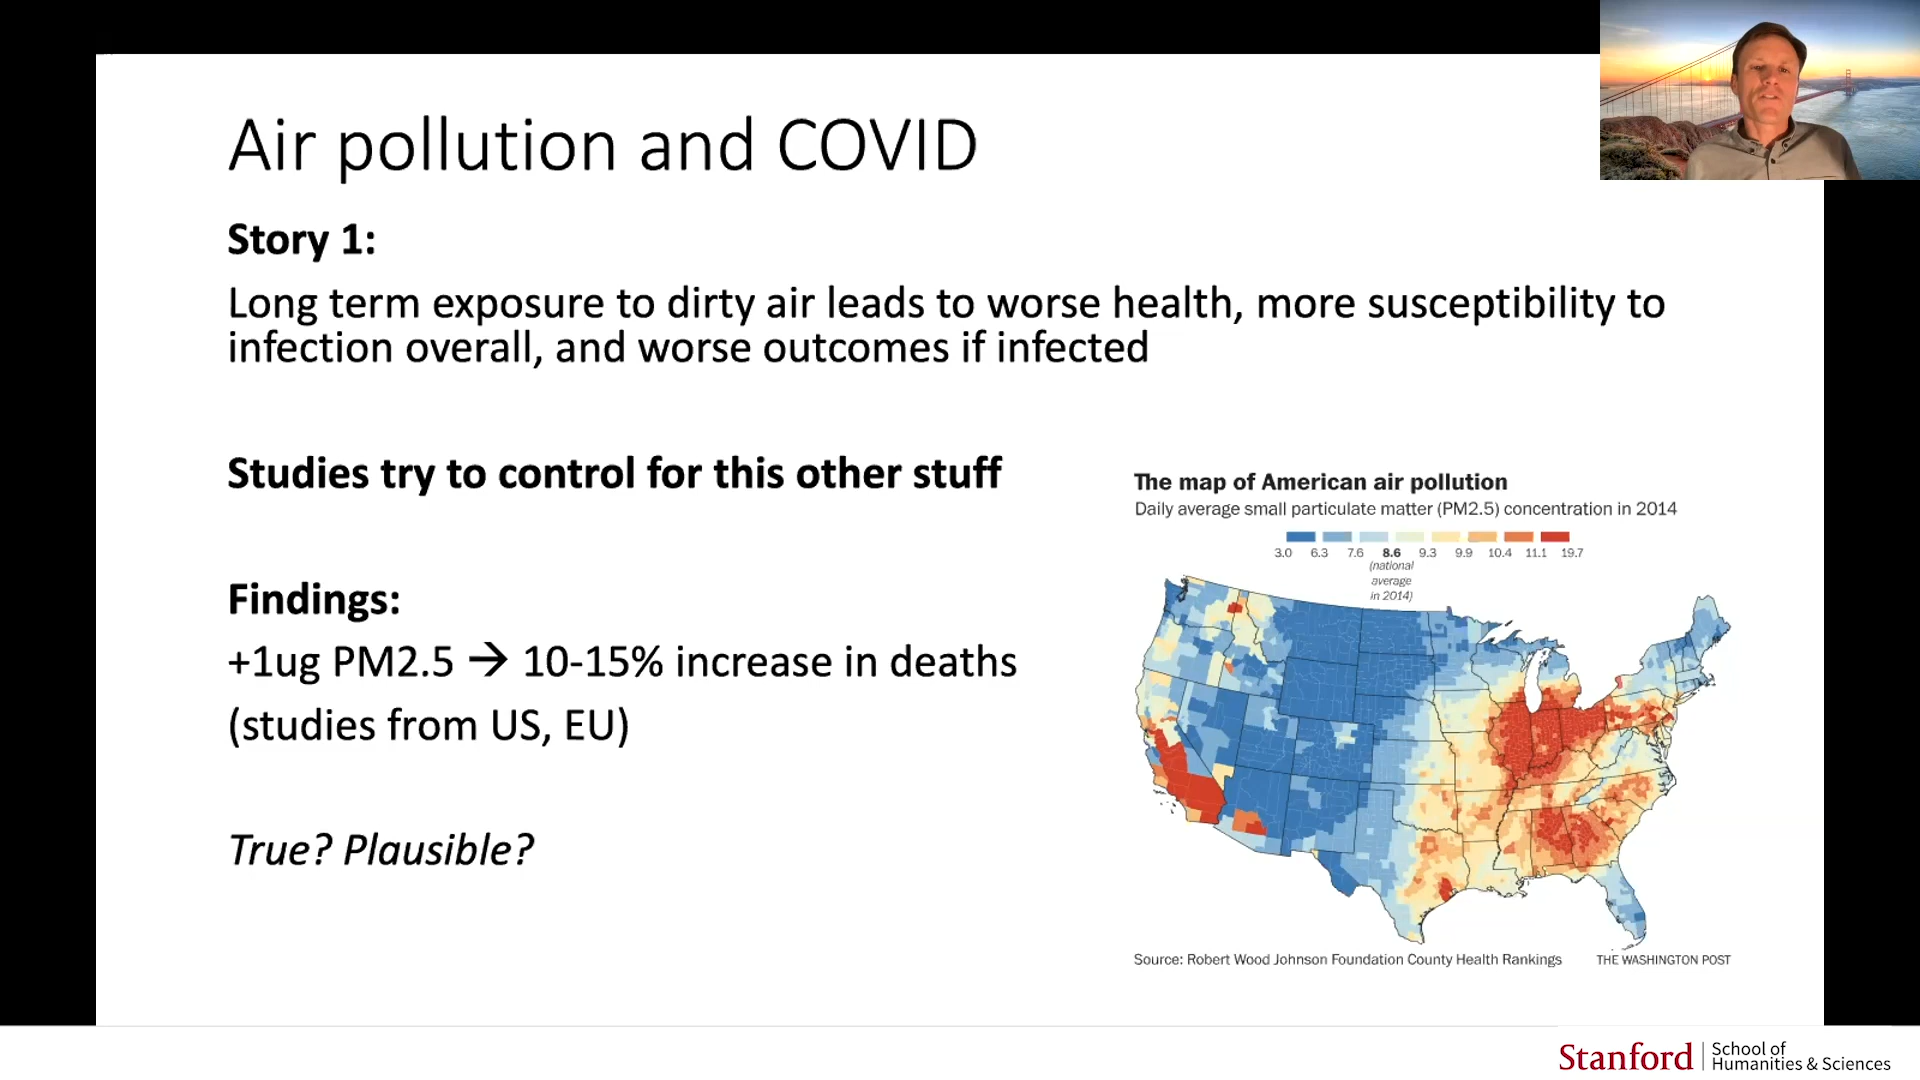 Air pollution and COVID
Story 1:
Long term exposure to dirty air leads to worse health, more susceptibility to
infection overall, and worse outcomes if infected
Studies try to control for this other stuff
Findings:
+1ug PM2.5 → 10-15% increase in deaths
(studies from US, EU)
True? Plausible?
The map of American air pollution
Daily average small particulate matter (PM2.5) concentration in 2014
3.0 6.3 7.6 8.6 9.3 9.9 10.4 11.1 19.7
(national
average
in 2014)
Source: Robert Wood Johnson Foundation County Health Rankings THE WASHINGTON POST
Stanford
School of
Humanities & Sciences